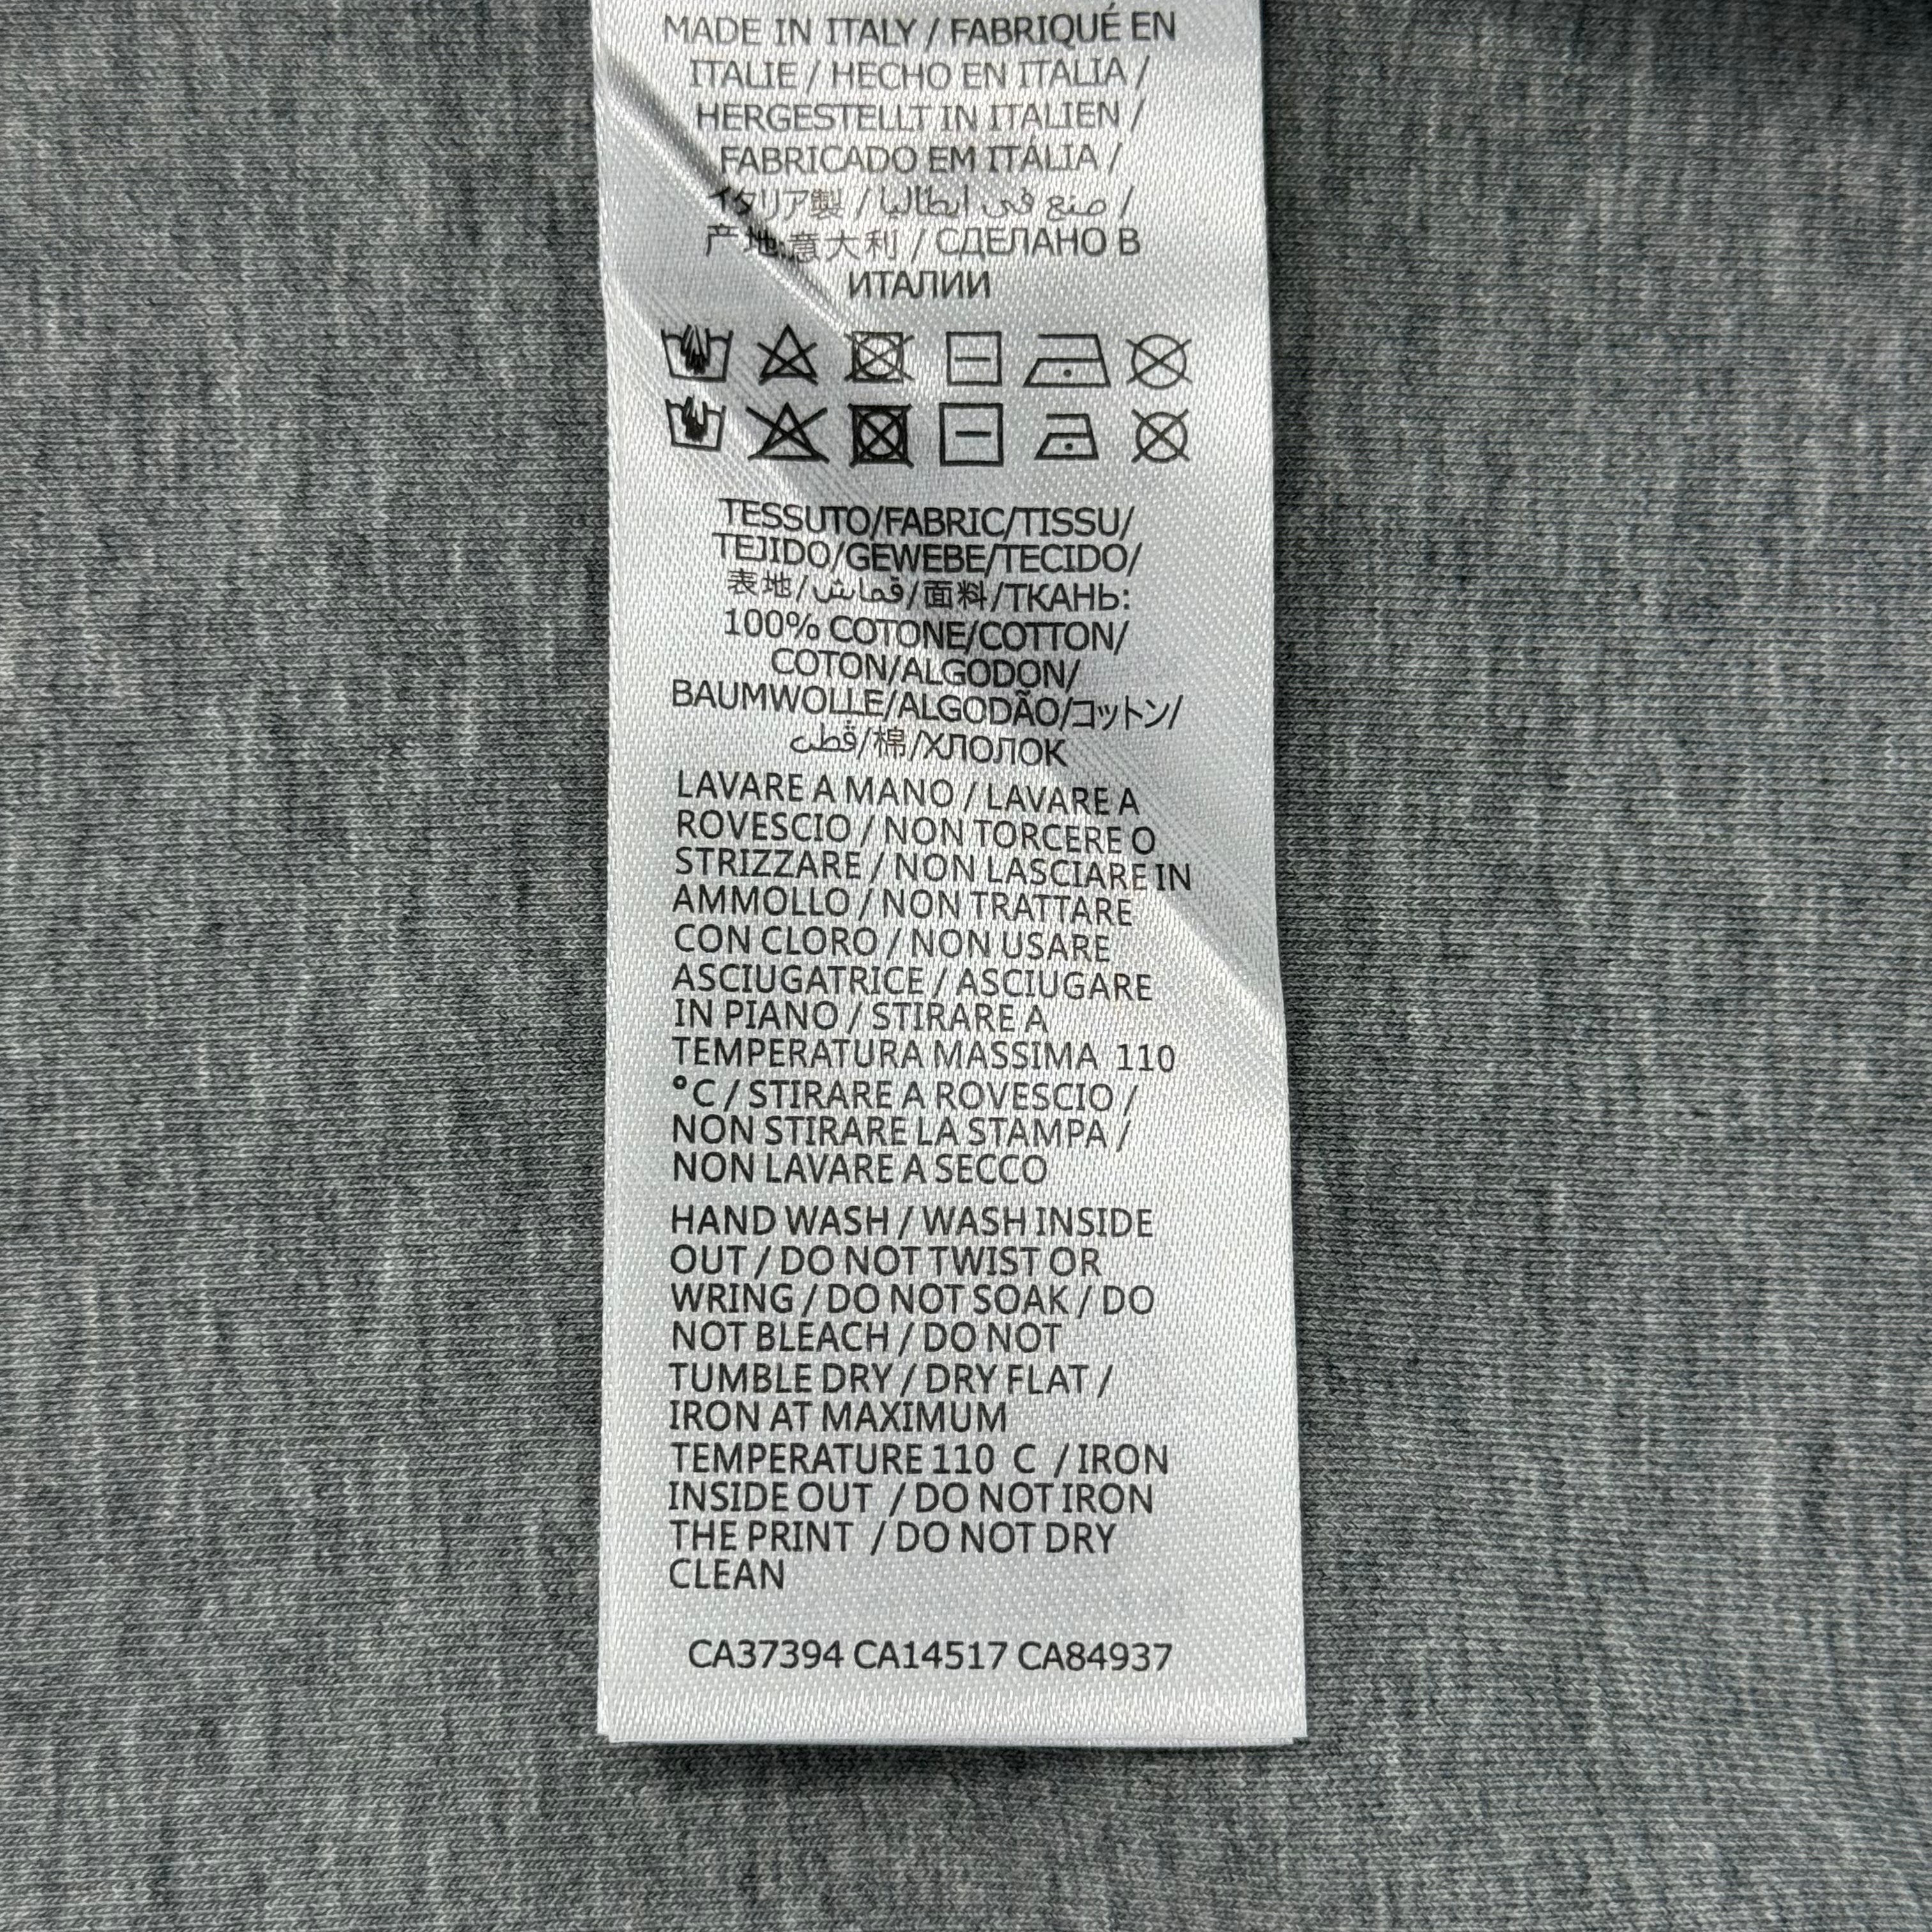 MADE IN ITALY / FABRIQUÉ EN
ITALIE / HECHO EN ITALIA /
HERGESTELLT IN ITALIEN /
FABRICADO EM ITÁLIA /
イタリア製 / صنع في ايطاليا /
产地:意大利 / СДЕЛАНО В
ИТАЛИИ
TESSUTO/FABRIC/TISSU/
TEJIDO/GEWEBE/TECIDO/
表地/قماش/面料/ТКАНЬ:
100% COTONE/COTTON/
COTON/ALGODON/
BAUMWOLLE/ALGODÃO/コットン/
قطن/棉/ХЛОПОК
LAVARE A MANO / LAVARE A
ROVESCIO / NON TORCERE O
STRIZZARE / NON LASCIARE IN
AMMOLLO / NON TRATTARE
CON CLORO / NON USARE
ASCIUGATRICE / ASCIUGARE
IN PIANO / STIRARE A
TEMPERATURA MASSIMA 110
°C / STIRARE A ROVESCIO /
NON STIRARE LA STAMPA /
NON LAVARE A SECCO
HAND WASH / WASH INSIDE
OUT / DO NOT TWIST OR
WRING / DO NOT SOAK / DO
NOT BLEACH / DO NOT
TUMBLE DRY / DRY FLAT /
IRON AT MAXIMUM
TEMPERATURE 110 C / IRON
INSIDE OUT / DO NOT IRON
THE PRINT / DO NOT DRY
CLEAN
CA37394 CA14517 CA84937